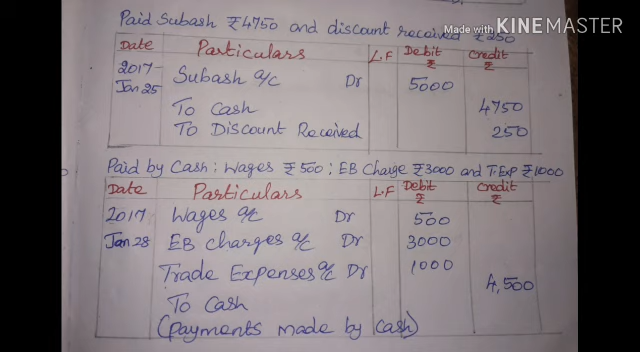 Paid Subash ₹4750 and discount received ₹250
Made with KINEMASTER
Date Particulars L.F Debit ₹ Credit ₹
2017 Jan 25 Subash a/c Dr 5000
To Cash 4750
To Discount Received 250
Paid by Cash: Wages ₹500; EB Charge ₹3000 and T.Exp ₹1000
Date Particulars L.F Debit ₹ Credit ₹
2017 Wages a/c Dr 500
Jan 28 EB charges a/c Dr 3000
Trade Expenses a/c Dr 1000
To Cash 4,500
(payments made by cash)